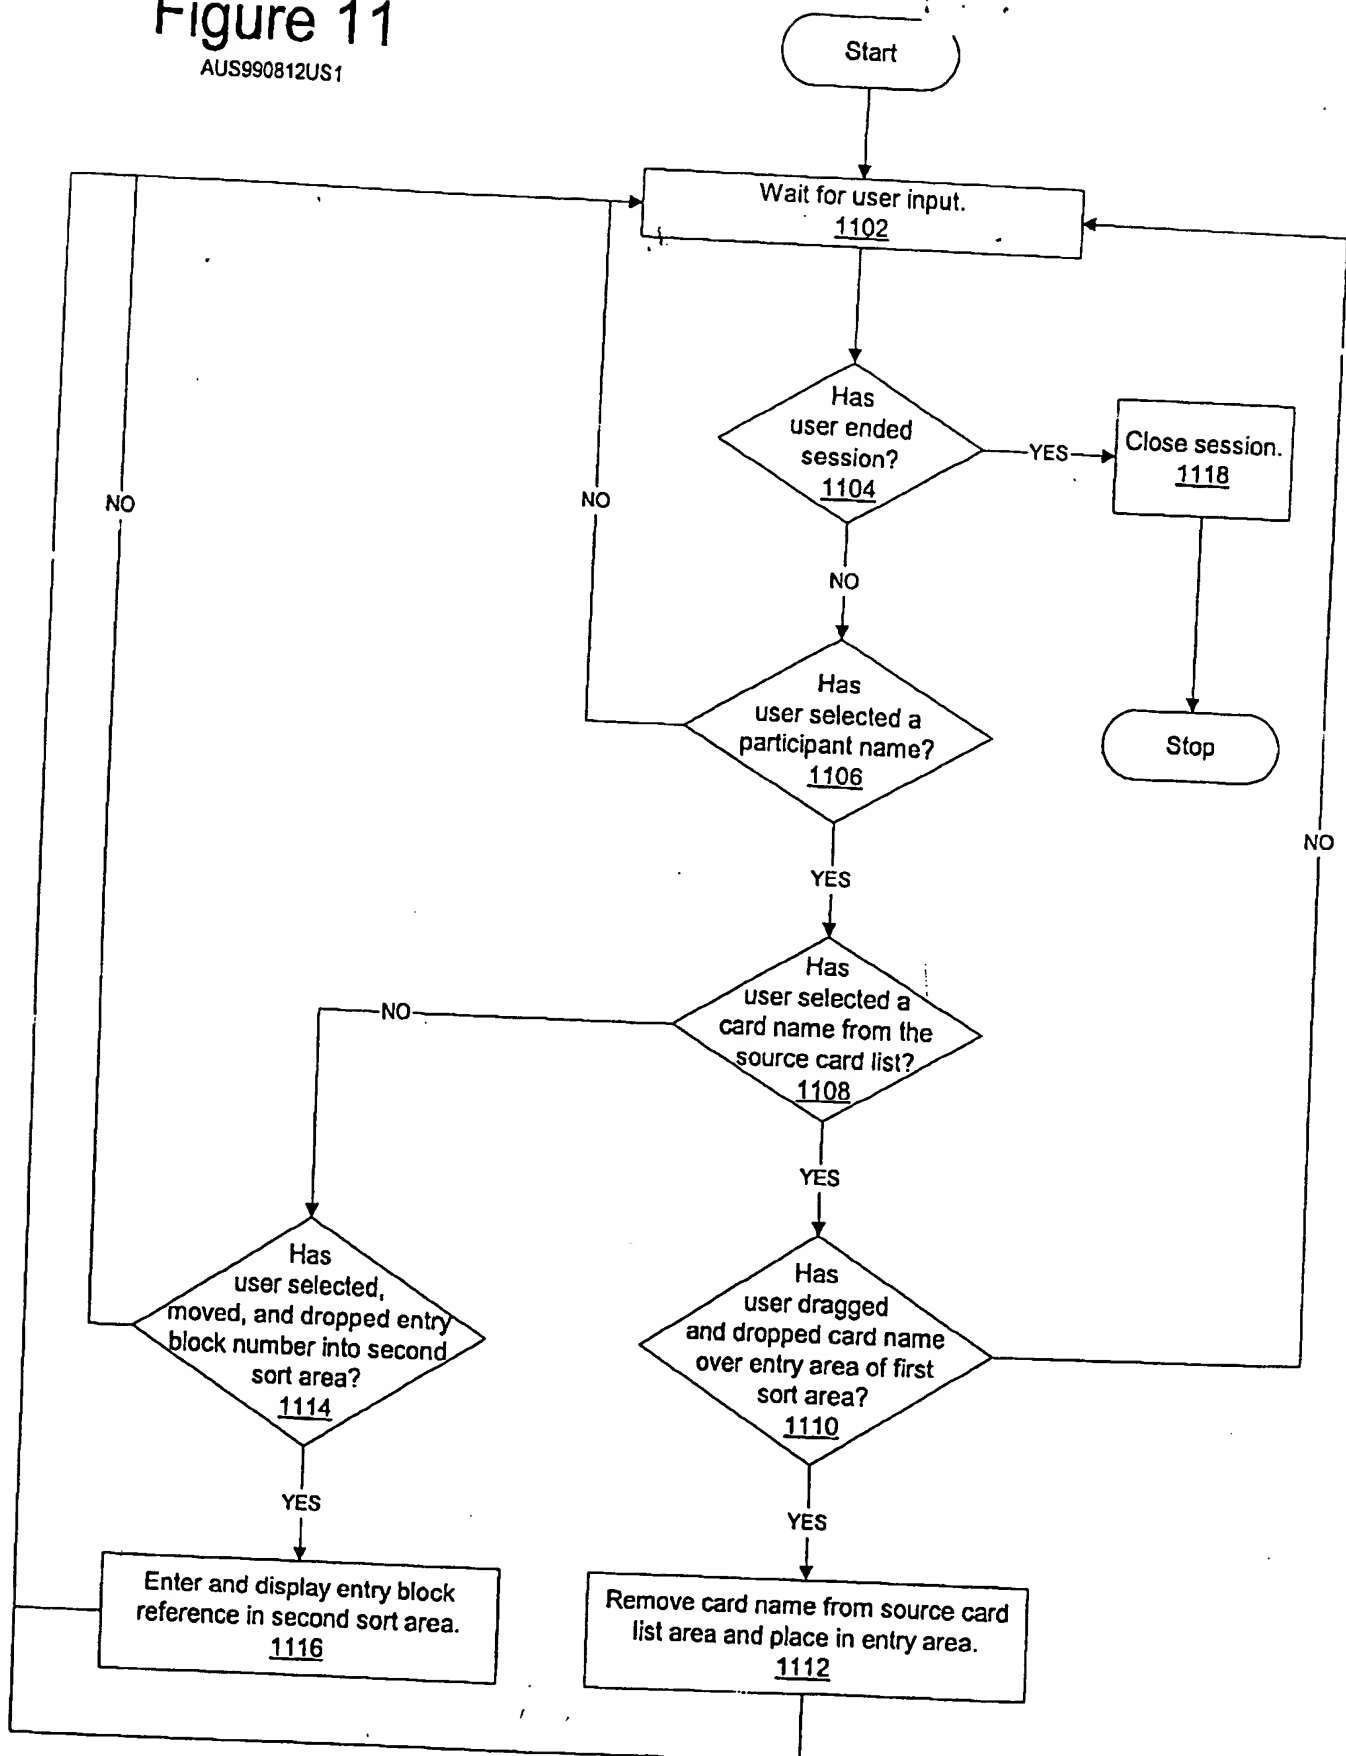 Figure 11
AUS990812US1
Start
Wait for user input.
1102
Has
user ended
session?
1104
YES
Close session.
1118
NO
NO
NO
Has
user selected a
participant name?
1106
Stop
NO
YES
Has
user selected a
card name from the
source card list?
1108
NO
YES
Has
user selected,
moved, and dropped entry
block number into second
sort area?
1114
Has
user dragged
and dropped card name
over entry area of first
sort area?
1110
YES
YES
Enter and display entry block
reference in second sort area.
1116
Remove card name from source card
list area and place in entry area.
1112